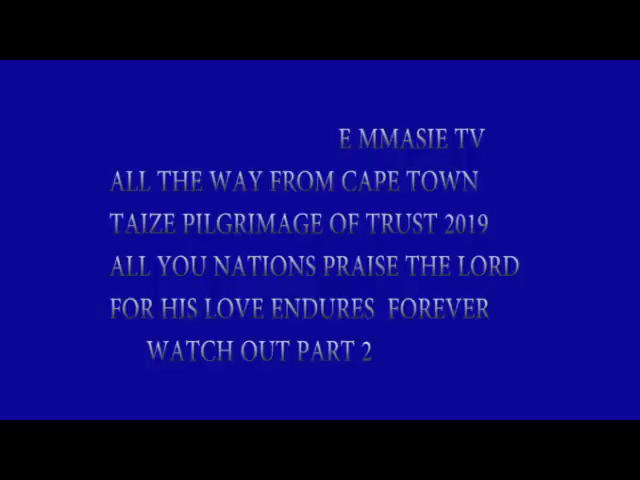 E MMASIE TV
ALL THE WAY FROM CAPE TOWN
TAIZE PILGRIMAGE OF TRUST 2019
ALL YOU NATIONS PRAISE THE LORD
FOR HIS LOVE ENDURES FOREVER
WATCH OUT PART 2